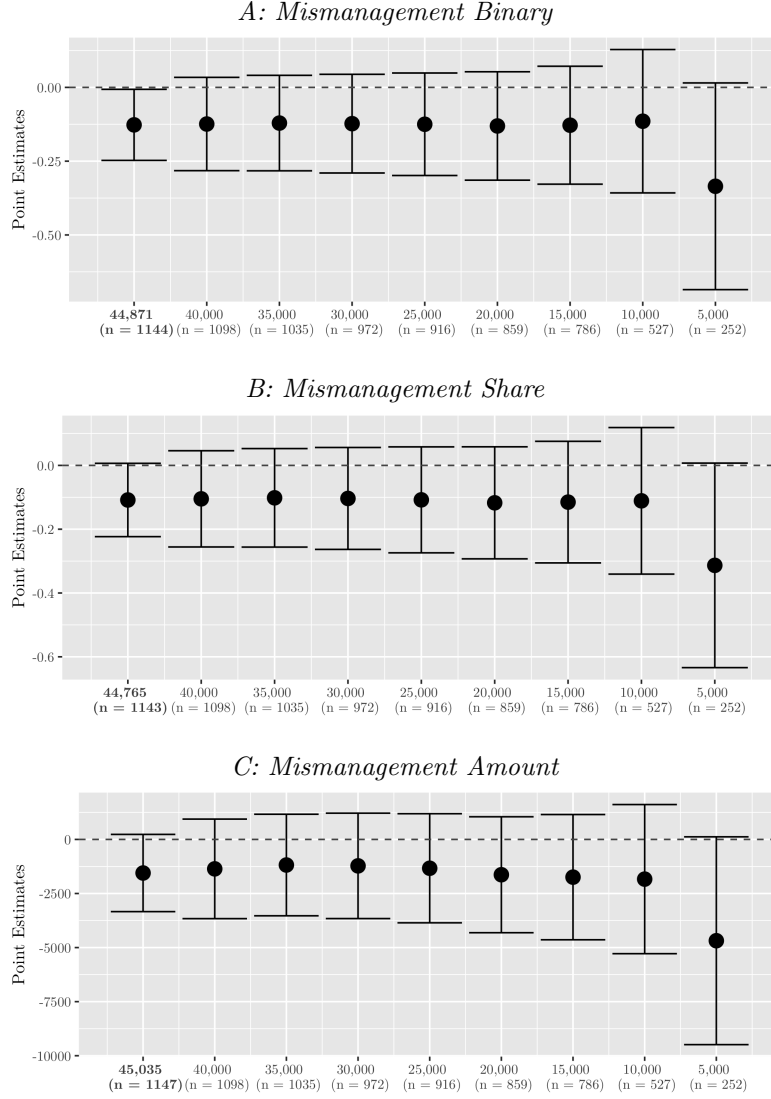 A: Mismanagement Binary
Point Estimates
0.00
-0.25
-0.50
44,871 40,000 35,000 30,000 25,000 20,000 15,000 10,000 5,000
(n = 1144) (n = 1098) (n = 1035) (n = 972) (n = 916) (n = 859) (n = 786) (n = 527) (n = 252)
B: Mismanagement Share
Point Estimates
0.0
-0.2
-0.4
-0.6
44,765 40,000 35,000 30,000 25,000 20,000 15,000 10,000 5,000
(n = 1143) (n = 1098) (n = 1035) (n = 972) (n = 916) (n = 859) (n = 786) (n = 527) (n = 252)
C: Mismanagement Amount
Point Estimates
0
-2500
-5000
-7500
-10000
45,035 40,000 35,000 30,000 25,000 20,000 15,000 10,000 5,000
(n = 1147) (n = 1098) (n = 1035) (n = 972) (n = 916) (n = 859) (n = 786) (n = 527) (n = 252)